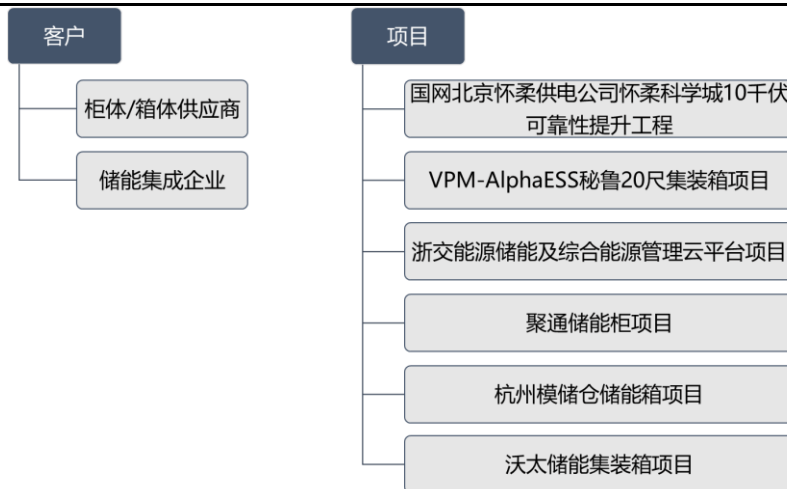 客户
柜体/箱体供应商
储能集成企业
项目
国网北京怀柔供电公司怀柔科学城10千伏
可靠性提升工程
VPM-AlphaESS秘鲁20尺集装箱项目
浙交能源储能及综合能源管理云平台项目
聚通储能柜项目
杭州模储仓储能箱项目
沃太储能集装箱项目